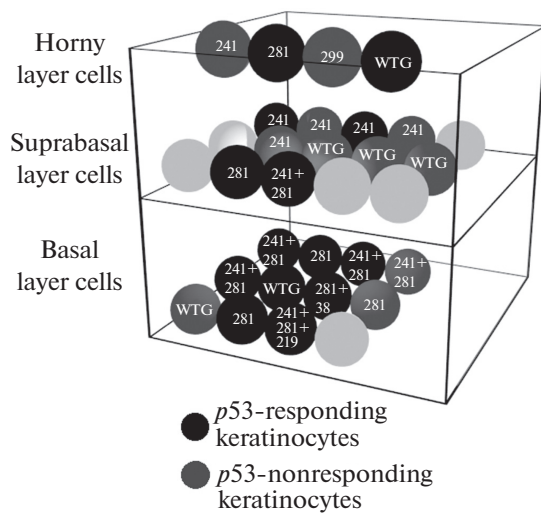 Horny
layer cells
241 281 299 WTG
Suprabasal
layer cells
241 241 241 241
241 WTG WTG WTG
281 241+
281
Basal
layer cells
241+
281
281
241+
281
241+
281
241+
281
WTG
281+
38
281
WTG
281
241+
281+
219
p53-responding
keratinocytes
p53-nonresponding
keratinocytes